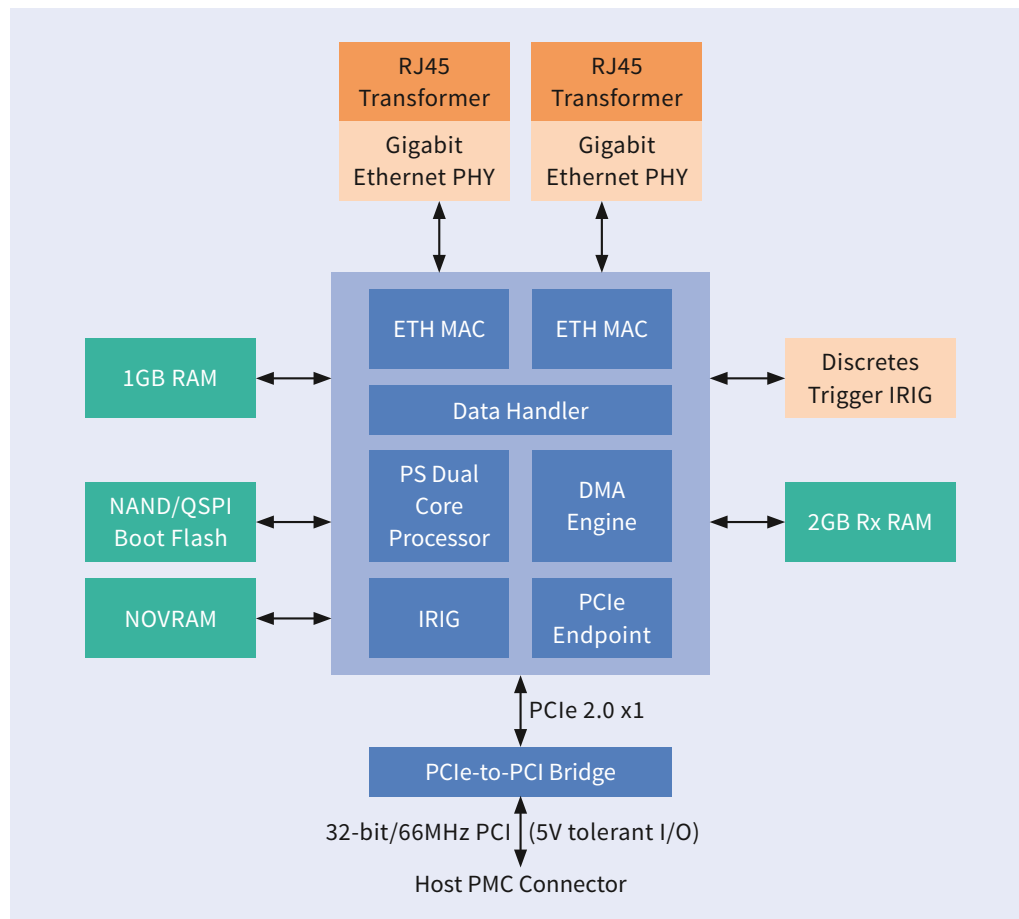 RJ45
Transformer
Gigabit
Ethernet PHY
RJ45
Transformer
Gigabit
Ethernet PHY
ETH MAC
ETH MAC
1GB RAM
Discretes
Trigger IRIG
Data Handler
NAND/QSPI
Boot Flash
PS Dual
Core
Processor
DMA
Engine
2GB Rx RAM
NOVRAM
IRIG
PCIe
Endpoint
PCIe 2.0 x1
PCIe-to-PCI Bridge
32-bit/66MHz PCI (5V tolerant I/O)
Host PMC Connector